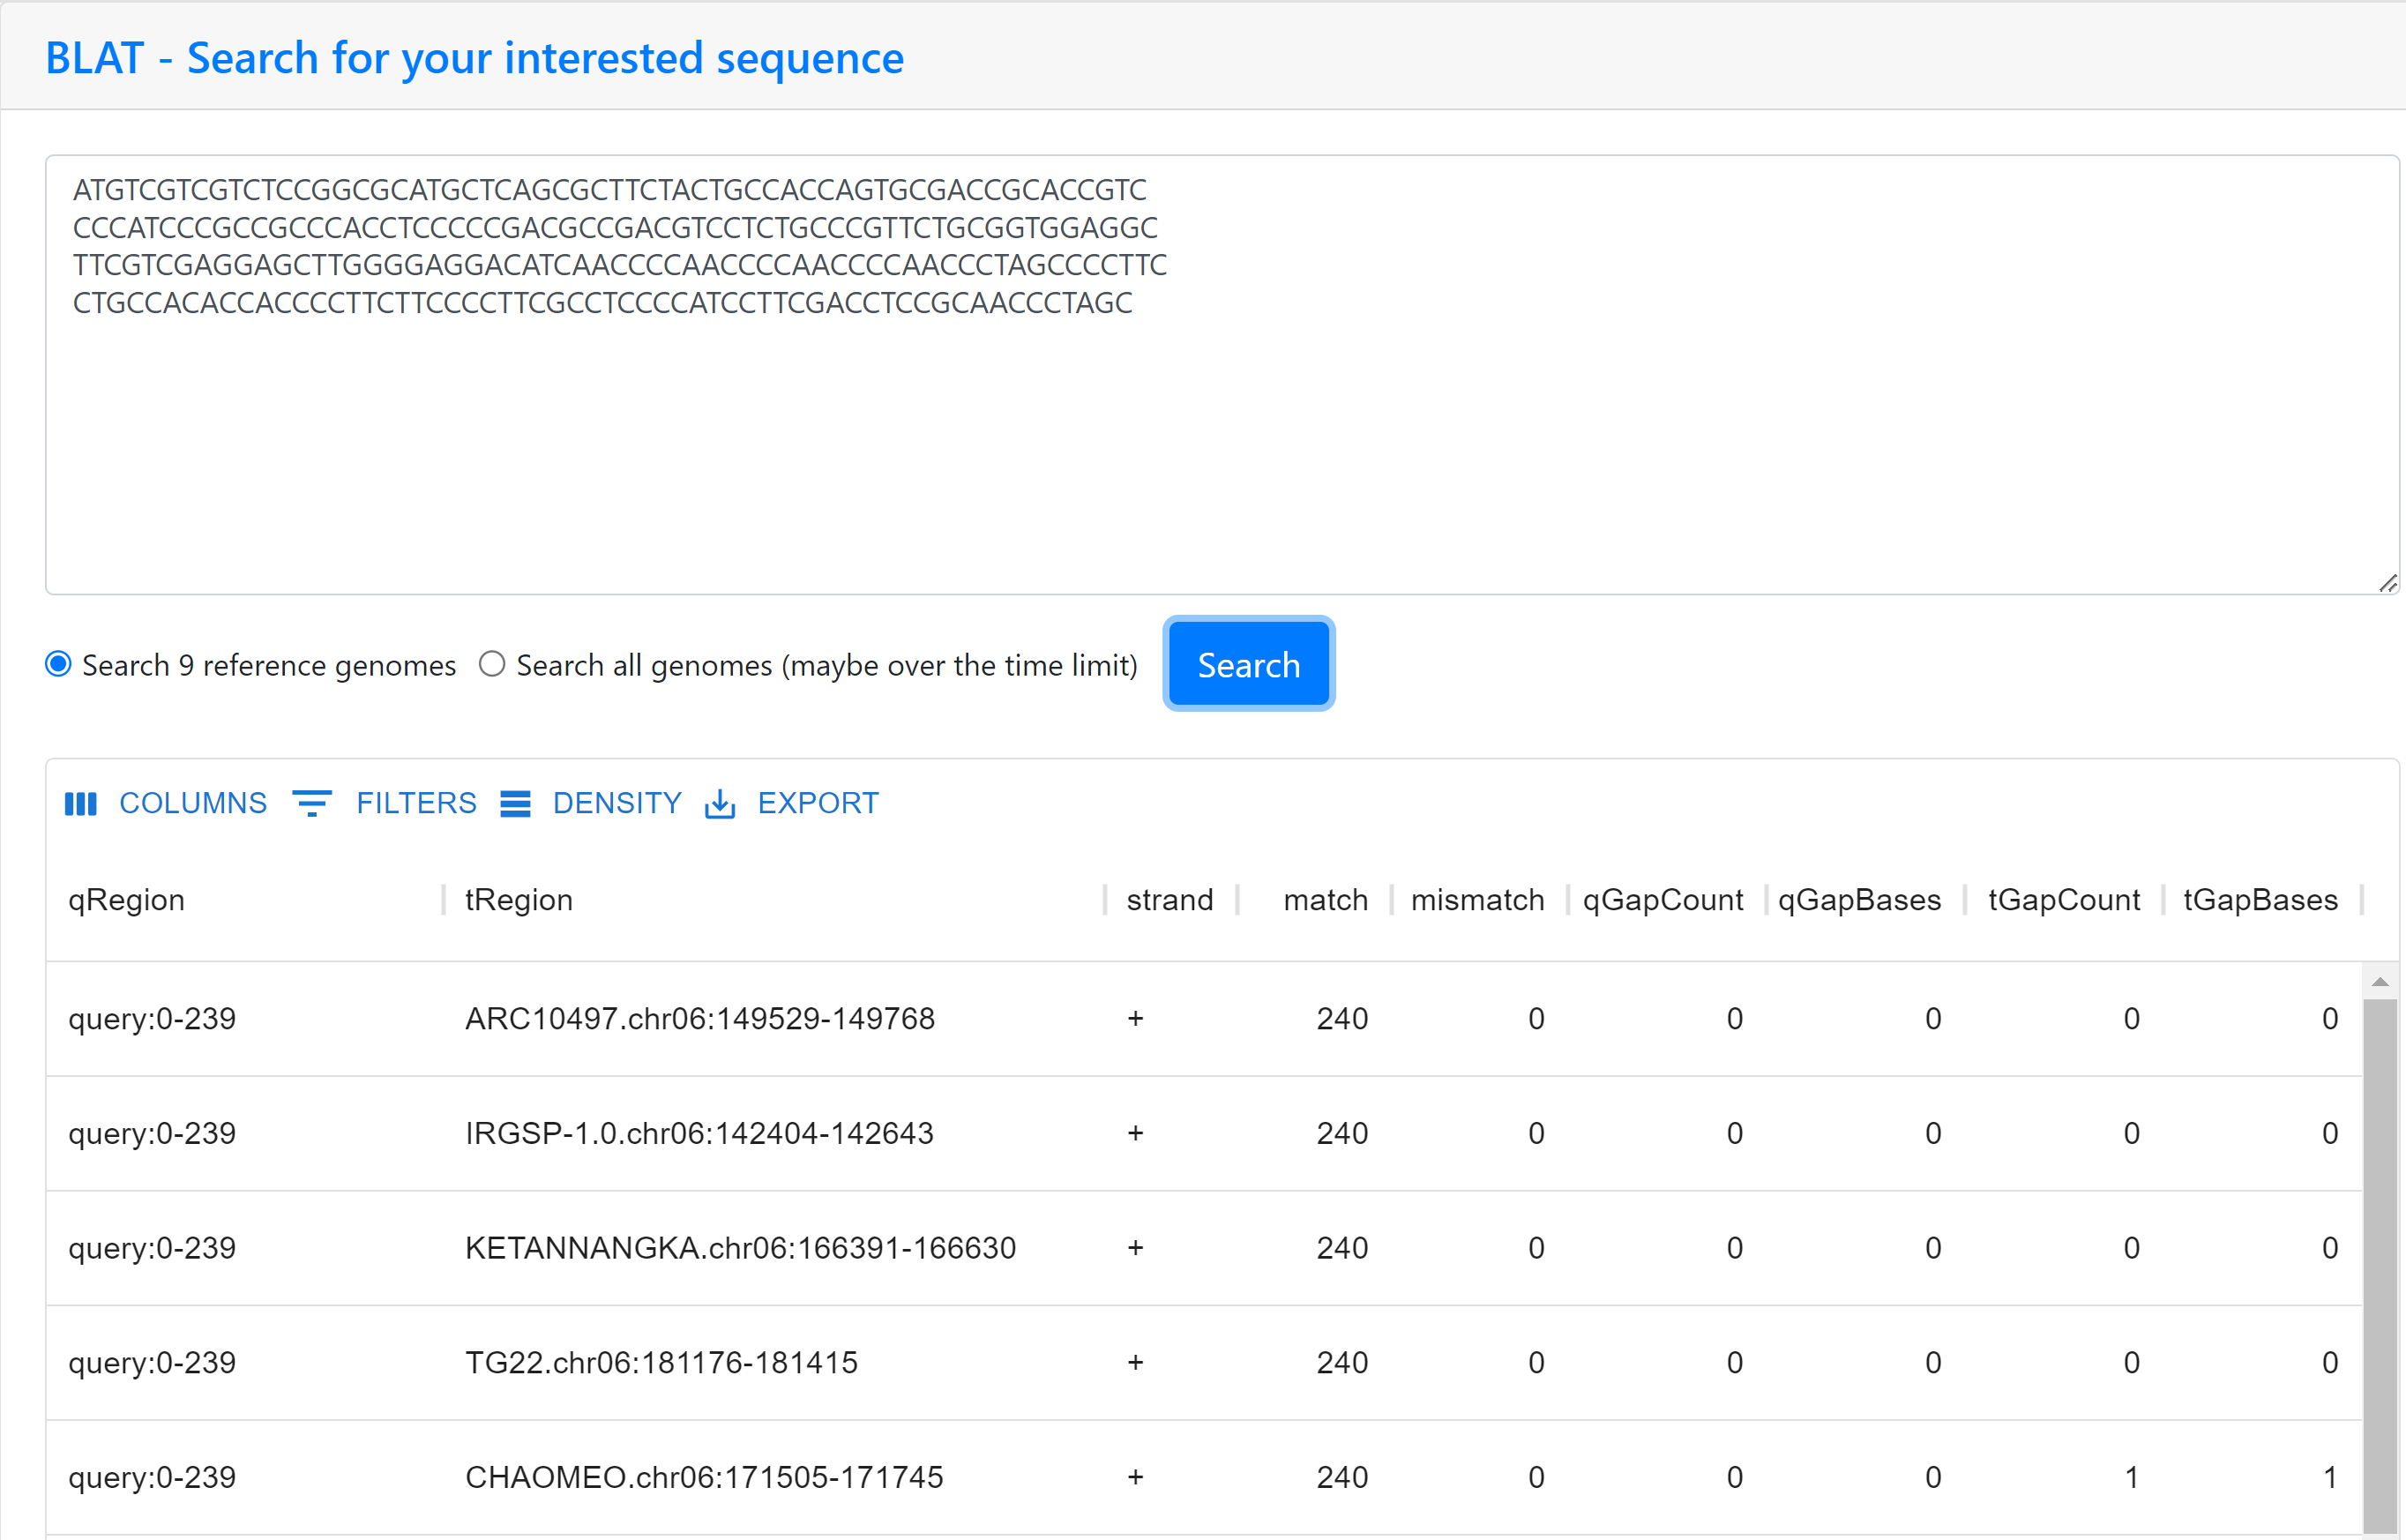 BLAT - Search for your interested sequence
ATGTCGTCGTCTCCGGCGCATGCTCAGCGCTTCTACTGCCACCAGTGCGACCGCACCGTC
CCCATCCCGCCGCCCACCTCCCCCGACGCCGACGTCCTCTGCCCGTTCTGCGGTGGAGGC
TTCGTCGAGGAGCTTGGGGAGGACATCAACCCCAACCCCAACCCCAACCCTAGCCCCTTC
CTGCCACACCACCCCTTCTTCCCCTTCGCCTCCCCATCCTTCGACCTCCGCAACCCTAGC
Search 9 reference genomes Search all genomes (maybe over the time limit) Search
COLUMNS FILTERS DENSITY EXPORT
qRegion tRegion strand match mismatch qGapCount qGapBases tGapCount tGapBases
query:0-239 ARC10497.chr06:149529-149768 + 240 0 0 0 0 0
query:0-239 IRGSP-1.0.chr06:142404-142643 + 240 0 0 0 0 0
query:0-239 KETANNANGKA.chr06:166391-166630 + 240 0 0 0 0 0
query:0-239 TG22.chr06:181176-181415 + 240 0 0 0 0 0
query:0-239 CHAOMEO.chr06:171505-171745 + 240 0 0 0 1 1